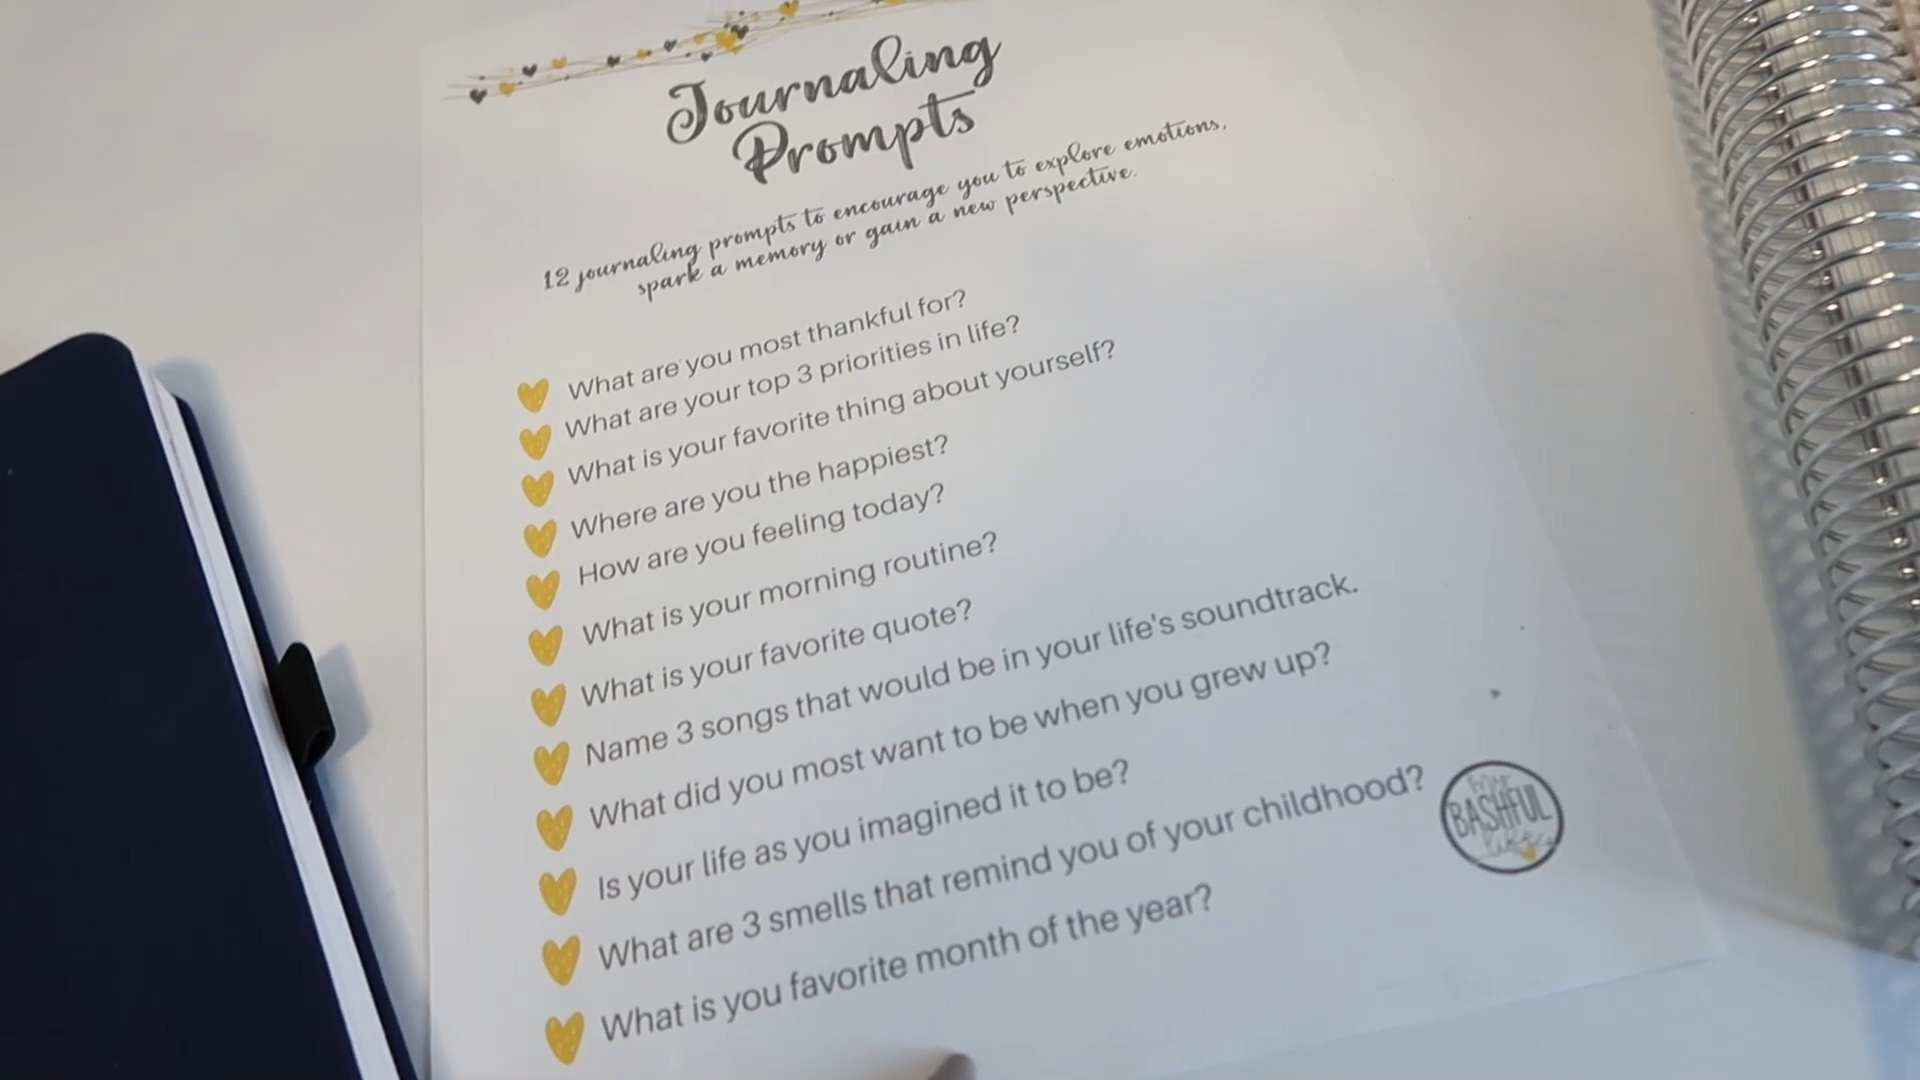 Journaling
Prompts
12 journaling prompts to encourage you to explore emotions,
spark a memory or gain a new perspective.
What are you most thankful for?
What are your top 3 priorities in life?
What is your favorite thing about yourself?
Where are you the happiest?
How are you feeling today?
What is your morning routine?
What is your favorite quote?
Name 3 songs that would be in your life's soundtrack.
What did you most want to be when you grew up?
Is your life as you imagined it to be?
What are 3 smells that remind you of your childhood?
What is you favorite month of the year?
my
BASHFUL
life